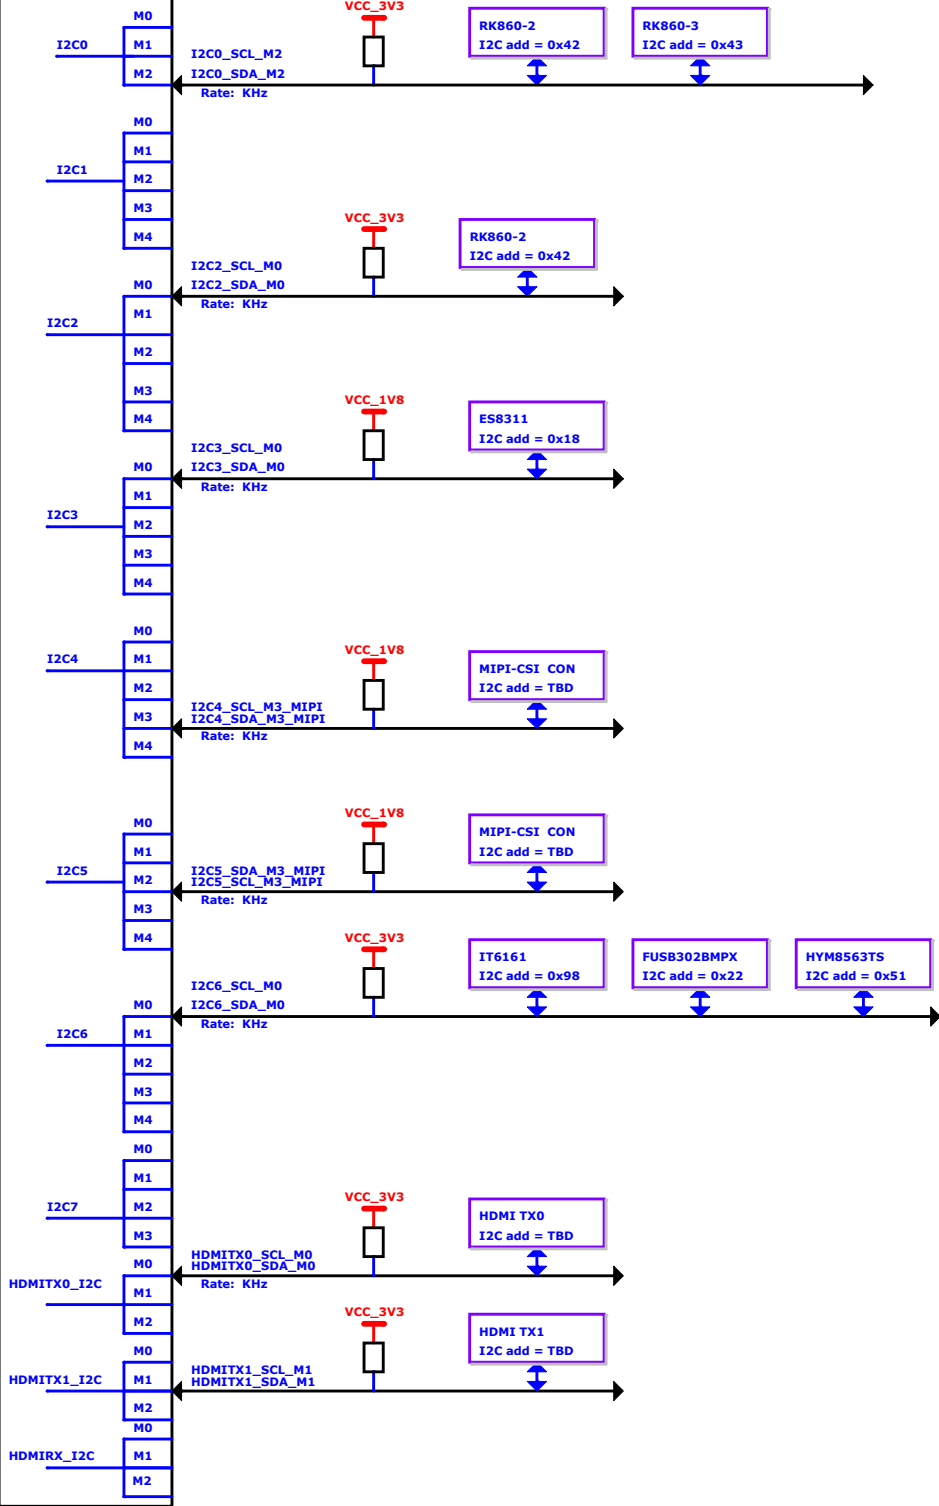 VCC_3V3
M0
RK860-2
RK860-3
I2C0
M1
I2C0_SCL_M2
I2C add = 0x42
I2C add = 0x43
M2
I2C0_SDA_M2
Rate: KHz
M0
M1
I2C1
M2
M3
M4
VCC_3V3
RK860-2
I2C add = 0x42
I2C2_SCL_M0
M0
I2C2_SDA_M0
Rate: KHz
M1
I2C2
M2
M3
M4
VCC_1V8
ES8311
I2C add = 0x18
I2C3_SCL_M0
M0
I2C3_SDA_M0
Rate: KHz
M1
I2C3
M2
M3
M4
M0
VCC_1V8
I2C4
M1
MIPI-CSI CON
M2
I2C add = TBD
I2C4_SCL_M3_MIPI
M3
I2C4_SDA_M3_MIPI
Rate: KHz
M4
VCC_1V8
M0
MIPI-CSI CON
M1
I2C add = TBD
I2C5
I2C5_SDA_M3_MIPI
M2
I2C5_SCL_M3_MIPI
Rate: KHz
M3
M4
VCC_3V3
IT6161
FUSB302BMPX
HYM8563TS
I2C add = 0x98
I2C add = 0x22
I2C add = 0x51
I2C6_SCL_M0
M0
I2C6_SDA_M0
Rate: KHz
I2C6
M1
M2
M3
M4
M0
M1
VCC_3V3
I2C7
M2
HDMI TX0
M3
I2C add = TBD
HDMITX0_SCL_M0
M0
HDMITX0_SDA_M0
HDMITX0_I2C
Rate: KHz
M1
VCC_3V3
M2
HDMI TX1
M0
I2C add = TBD
HDMITX1_SCL_M1
HDMITX1_I2C
M1
HDMITX1_SDA_M1
M2
M0
HDMIRX_I2C
M1
M2